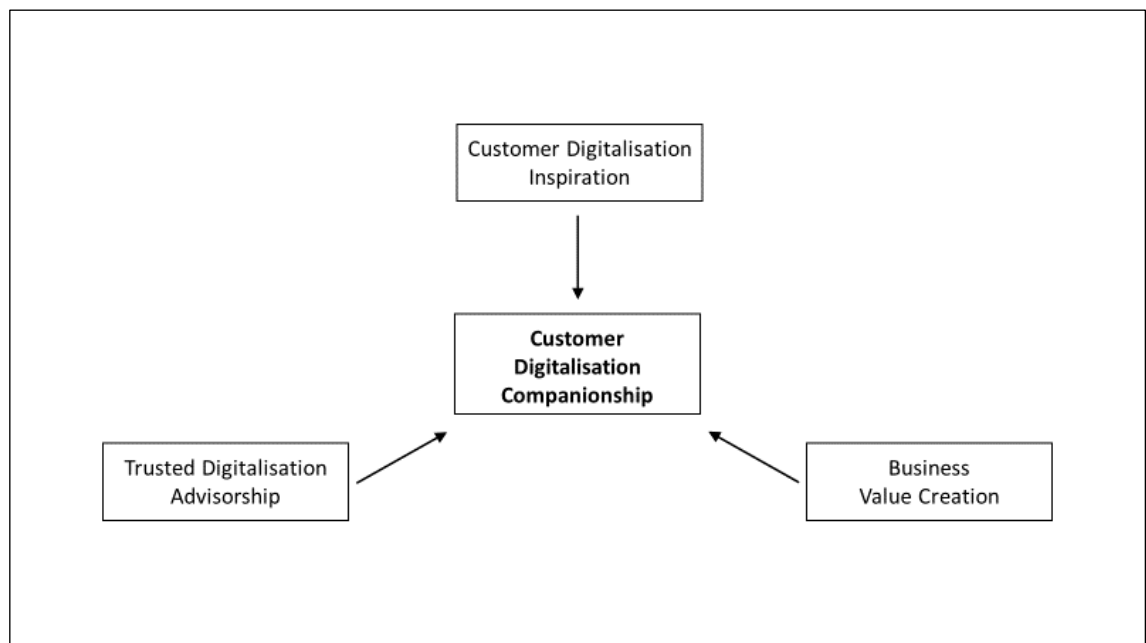 Customer Digitalisation
Inspiration
Customer
Digitalisation
Companionship
Trusted Digitalisation
Advisorship
Business
Value Creation